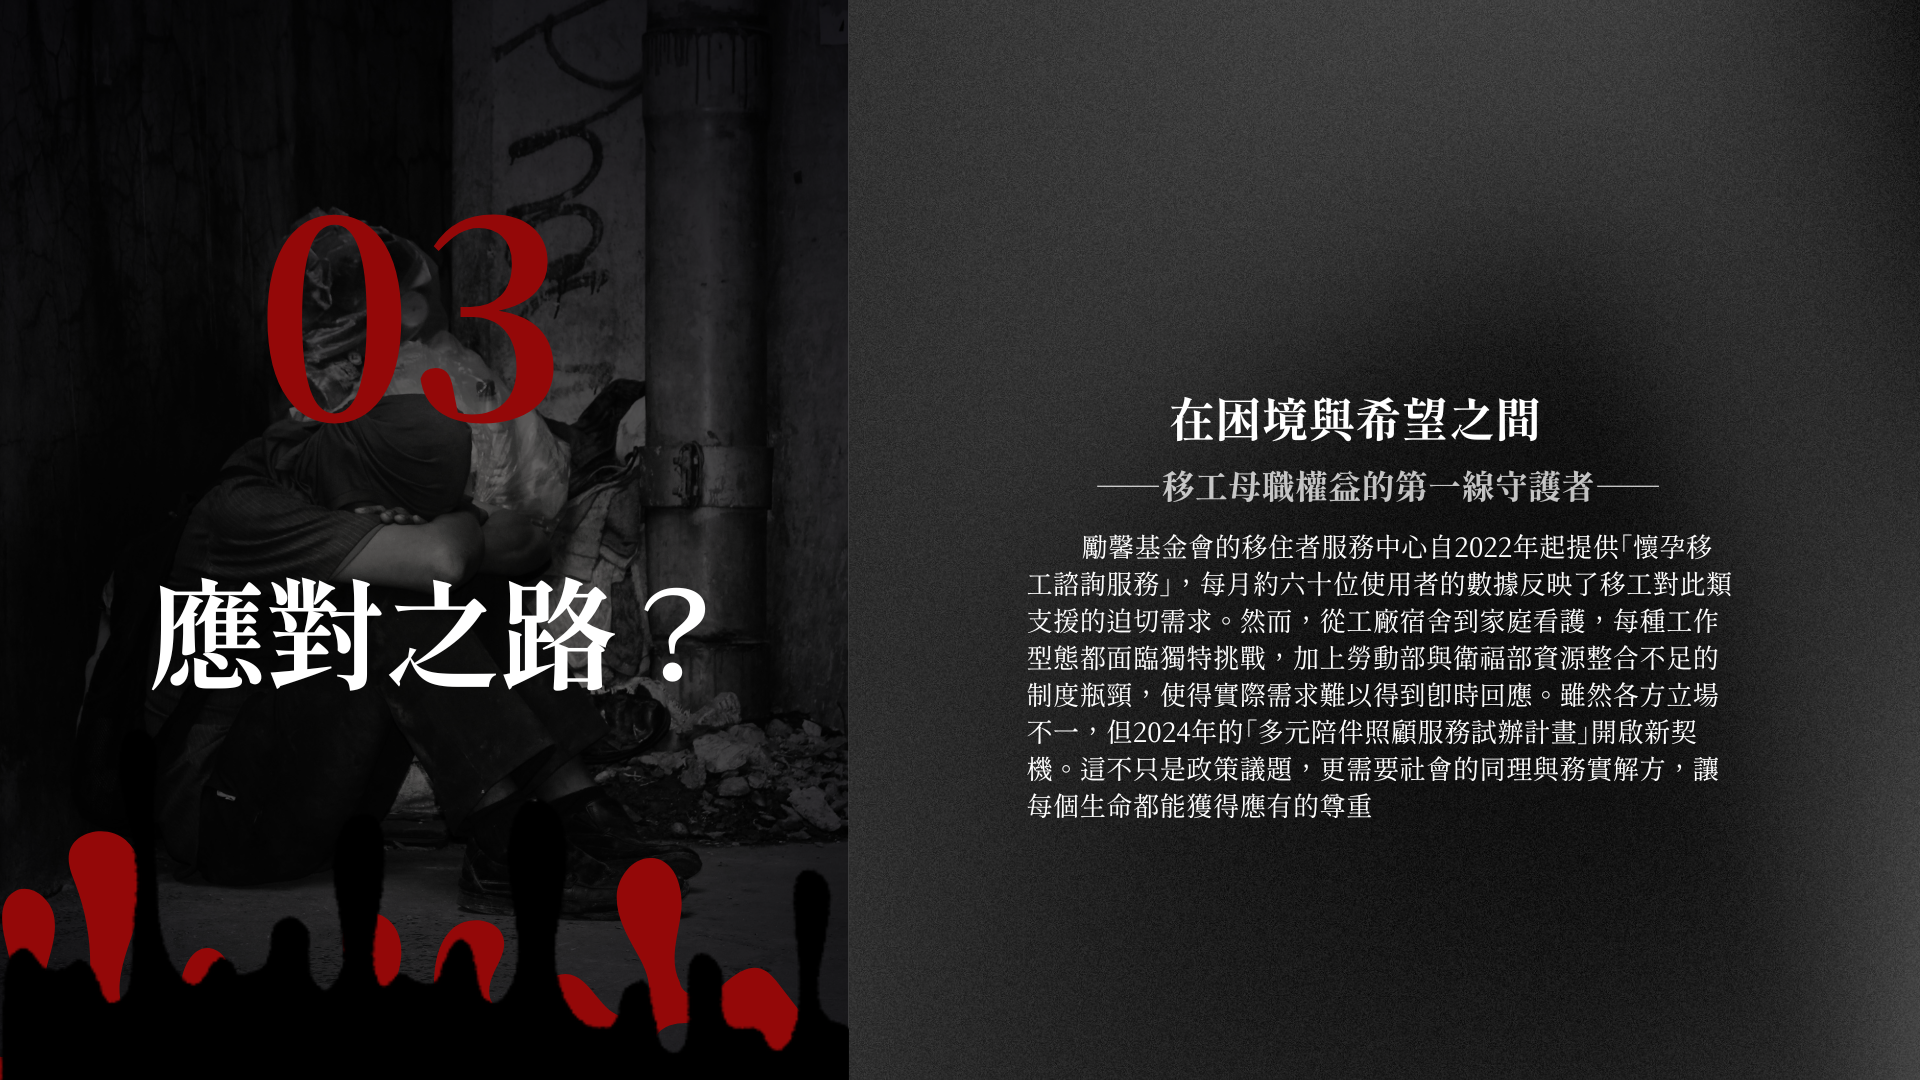 03
應對之路？
在困境與希望之間
——移工母職權益的第一線守護者——
勵馨基金會的移住者服務中心自2022年起提供「懷孕移
工諮詢服務」，每月約六十位使用者的數據反映了移工對此類
支援的迫切需求。然而，從工廠宿舍到家庭看護，每種工作
型態都面臨獨特挑戰，加上勞動部與衛福部資源整合不足的
制度瓶頸，使得實際需求難以得到即時回應。雖然各方立場
不一，但2024年的「多元陪伴照顧服務試辦計畫」開啟新契
機。這不只是政策議題，更需要社會的同理與務實解方，讓
每個生命都能獲得應有的尊重